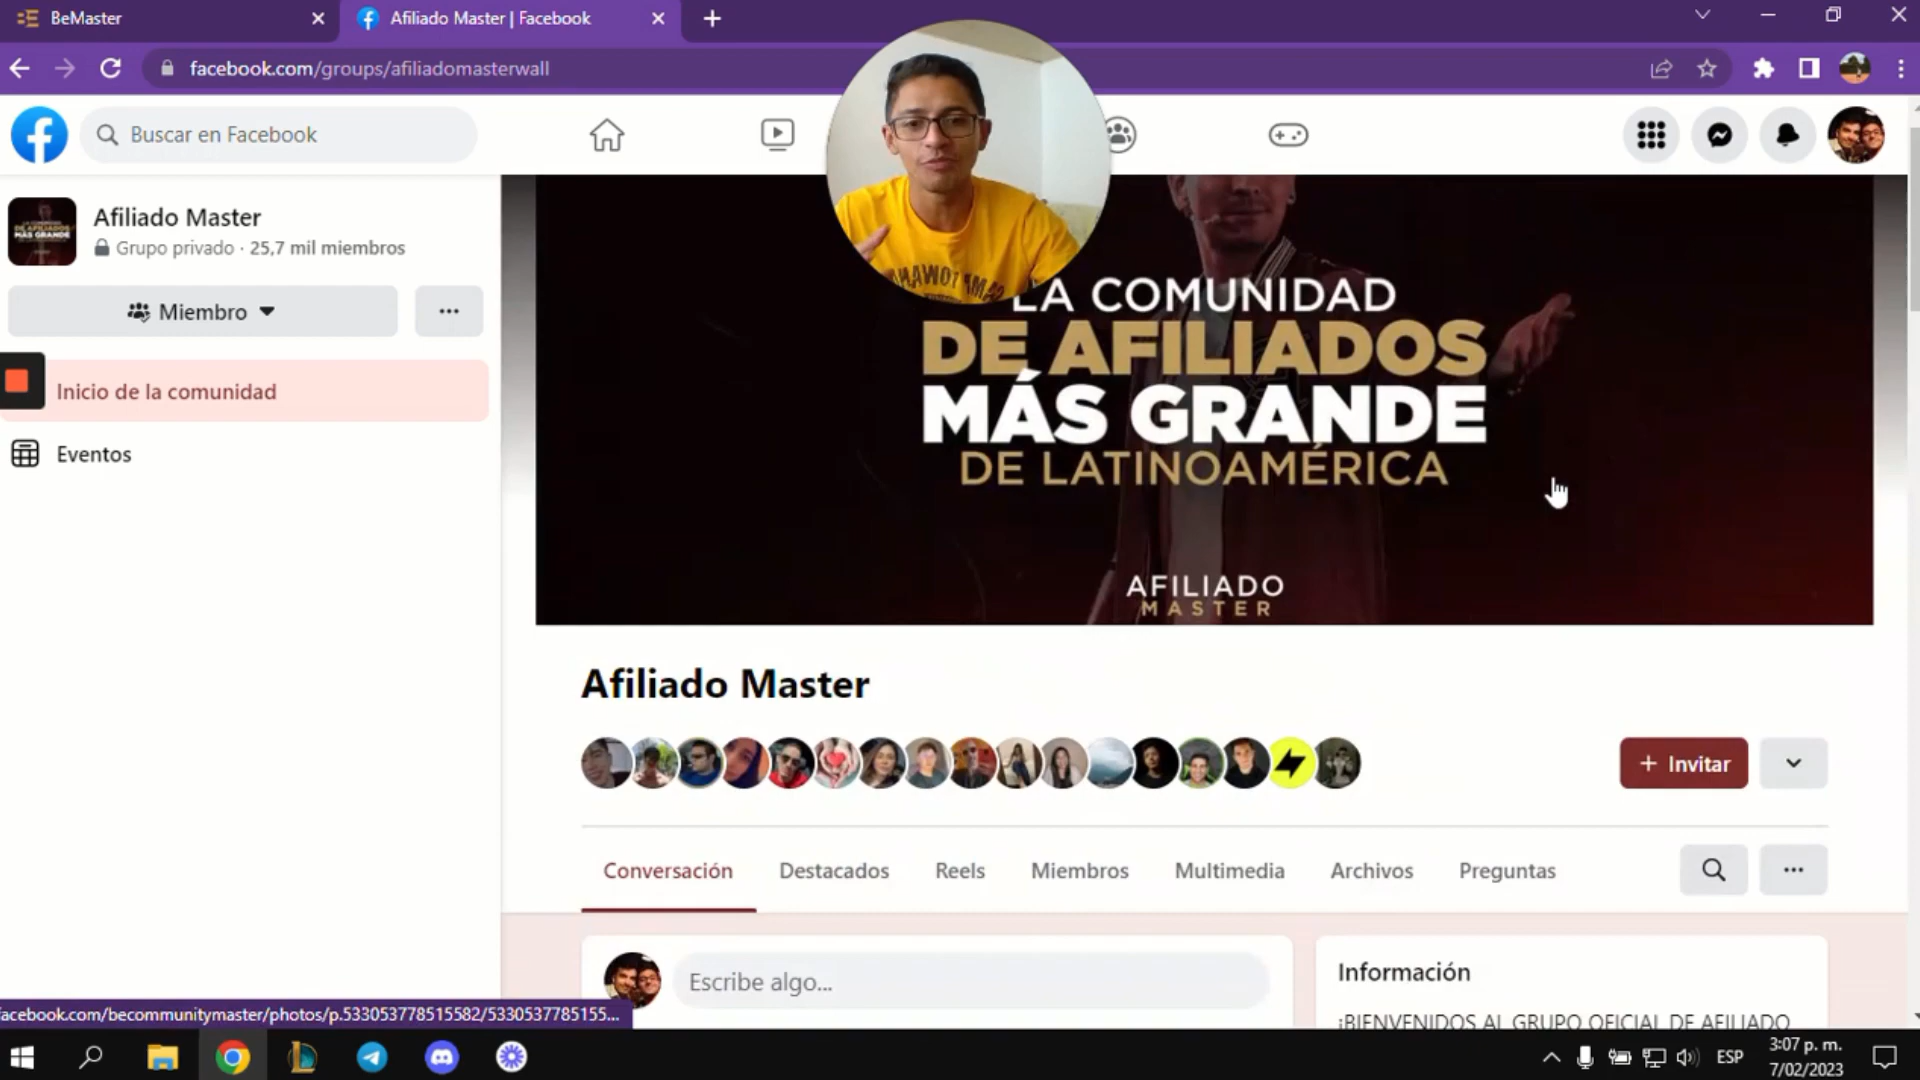 BeMaster
Afiliado Master | Facebook
facebook.com/groups/afiliadomasterwall
Buscar en Facebook
Afiliado Master
Grupo privado · 25,7 mil miembros
Miembro
Inicio de la comunidad
Eventos
LA COMUNIDAD
DE AFILIADOS
MÁS GRANDE
DE LATINOAMÉRICA
AFILIADO
MASTER
Afiliado Master
+ Invitar
Conversación
Destacados
Reels
Miembros
Multimedia
Archivos
Preguntas
Escribe algo...
Información
¡BIENVENIDOS AL GRUPO OFICIAL DE AFILIADO
facebook.com/becommunitymaster/photos/p.533053778515582/5330537785155...
ESP
3:07 p. m.
7/02/2023